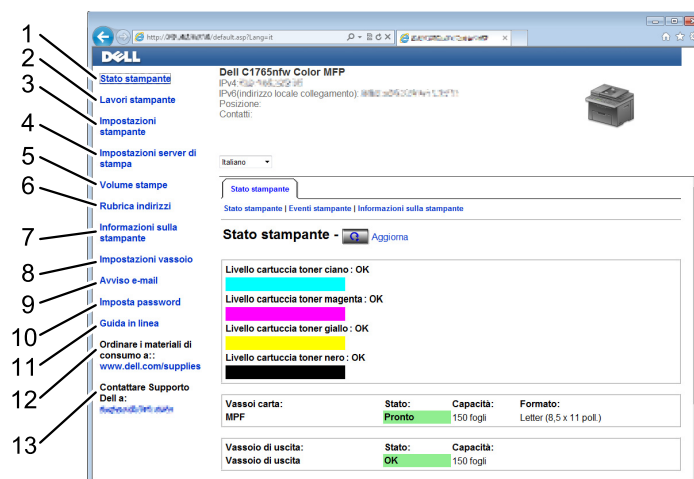 http://
/default.asp?Lang=it
DELL
1
2
3
4
5
6
7
8
9
10
11
12
13
Stato stampante
Lavori stampante
Impostazioni
stampante
Impostazioni server di
stampa
Volume stampe
Rubrica indirizzi
Informazioni sulla
stampante
Impostazioni vassoio
Avviso e-mail
Imposta password
Guida in linea
Ordinare i materiali di
consumo a::
www.dell.com/supplies
Contattare Supporto
Dell a:
Dell C1765nfw Color MFP
IPv4:
IPv6(indirizzo locale collegamento):
Posizione:
Contatti:
Italiano
Stato stampante
Stato stampante | Eventi stampante | Informazioni sulla stampante
Stato stampante - Aggiorna
Livello cartuccia toner ciano : OK
Livello cartuccia toner magenta : OK
Livello cartuccia toner giallo : OK
Livello cartuccia toner nero : OK
Vassoi carta: Stato: Capacità: Formato:
MPF Pronto 150 fogli Letter (8,5 x 11 poll.)
Vassoio di uscita: Stato: Capacità:
Vassoio di uscita OK 150 fogli